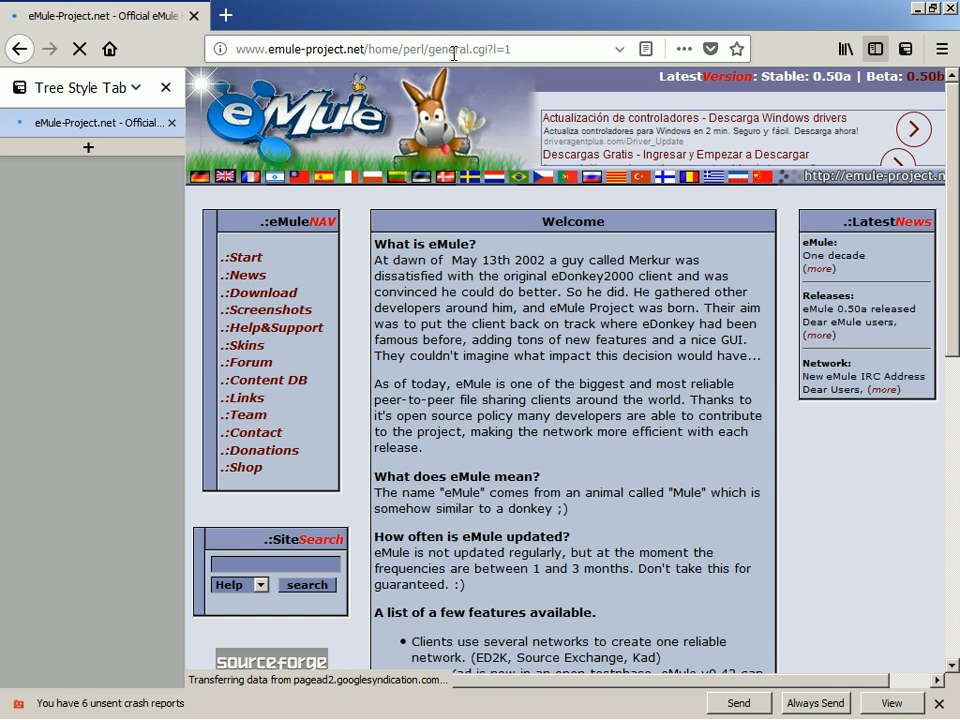 eMule-Project.net - Official eMule
www.emule-project.net/home/perl/general.cgi?l=1
Tree Style Tab
eMule-Project.net - Official...
eMule
LatestVersion: Stable: 0.50a | Beta: 0.50b
Actualización de controladores - Descarga Windows drivers
Actualiza controladores para Windows en 2 min. Seguro y fácil. Descarga ahora!
driveragentplus.com/Driver_Update
Descargas Gratis - Ingresar y Empezar a Descargar
http://emule-project.n
.:eMuleNAV
.:Start
.:News
.:Download
.:Screenshots
.:Help&Support
.:Skins
.:Forum
.:Content DB
.:Links
.:Team
.:Contact
.:Donations
.:Shop
.:SiteSearch
Help
search
sourceforge
Welcome
What is eMule?
At dawn of May 13th 2002 a guy called Merkur was
dissatisfied with the original eDonkey2000 client and was
convinced he could do better. So he did. He gathered other
developers around him, and eMule Project was born. Their aim
was to put the client back on track where eDonkey had been
famous before, adding tons of new features and a nice GUI.
They couldn't imagine what impact this decision would have...
As of today, eMule is one of the biggest and most reliable
peer-to-peer file sharing clients around the world. Thanks to
it's open source policy many developers are able to contribute
to the project, making the network more efficient with each
release.
What does eMule mean?
The name "eMule" comes from an animal called "Mule" which is
somehow similar to a donkey ;)
How often is eMule updated?
eMule is not updated regularly, but at the moment the
frequencies are between 1 and 3 months. Don't take this for
guaranteed. :)
A list of a few features available.
• Clients use several networks to create one reliable
network. (ED2K, Source Exchange, Kad)
.:LatestNews
eMule:
One decade
(more)
Releases:
eMule 0.50a released
Dear eMule users,
(more)
Network:
New eMule IRC Address
Dear Users, (more)
Transferring data from pagead2.googlesyndication.com...
You have 6 unsent crash reports
Send
Always Send
View